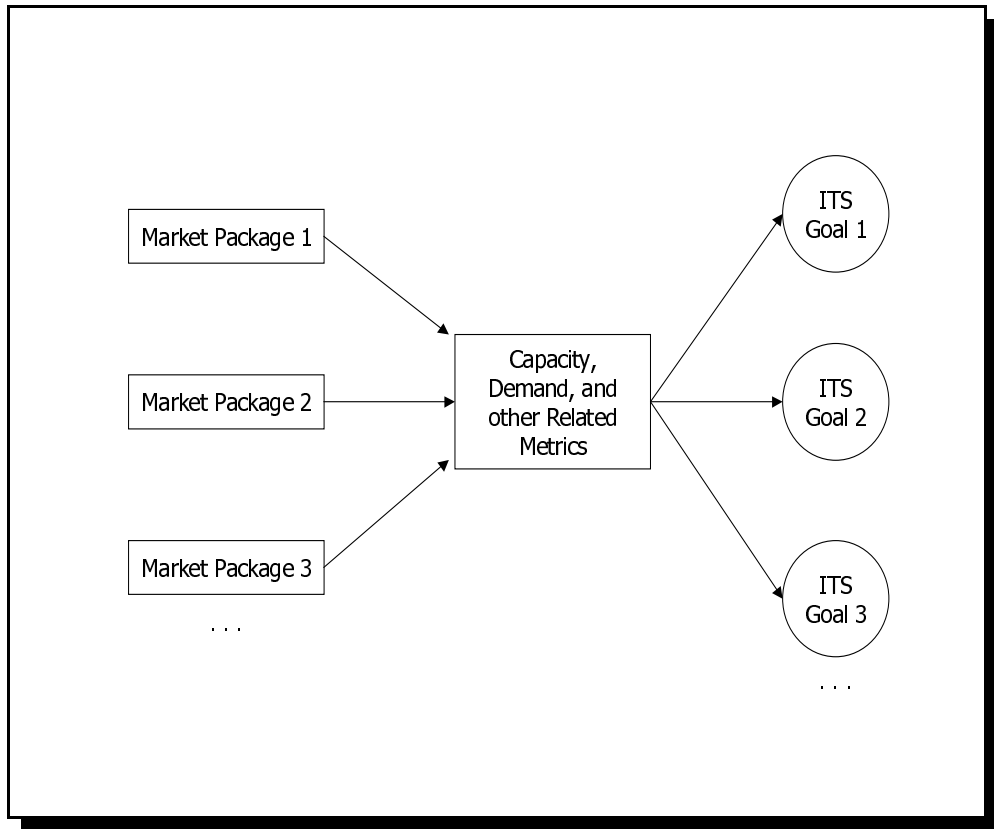 Market Package 1
Market Package 2
Market Package 3
. . .
Capacity,
Demand, and
other Related
Metrics
ITS
Goal 1
ITS
Goal 2
ITS
Goal 3
. . .